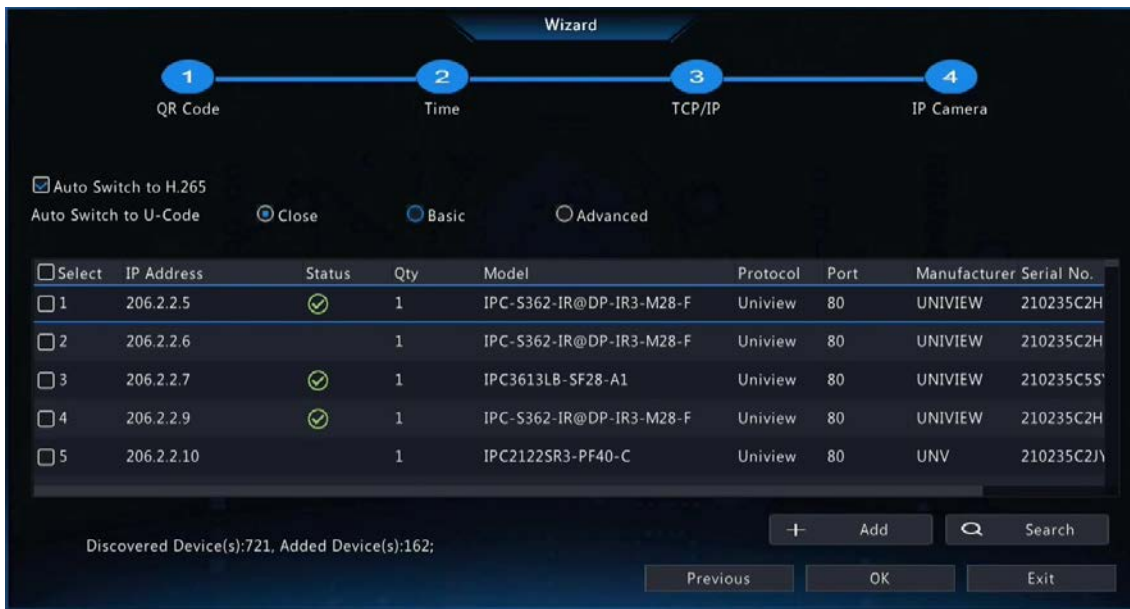 Wizard
1 2 3 4
QR Code Time TCP/IP IP Camera
Auto Switch to H.265
Auto Switch to U-Code Close Basic Advanced
Select IP Address Status Qty Model Protocol Port Manufacturer Serial No.
1 206.2.2.5 1 IPC-S362-IR@DP-IR3-M28-F Uniview 80 UNIVIEW 210235C2H
2 206.2.2.6 1 IPC-S362-IR@DP-IR3-M28-F Uniview 80 UNIVIEW 210235C2H
3 206.2.2.7 1 IPC3613LB-SF28-A1 Uniview 80 UNIVIEW 210235C5S
4 206.2.2.9 1 IPC-S362-IR@DP-IR3-M28-F Uniview 80 UNIVIEW 210235C2H
5 206.2.2.10 1 IPC2122SR3-PF40-C Uniview 80 UNV 210235C2J
Add Search
Discovered Device(s):721, Added Device(s):162;
Previous OK Exit